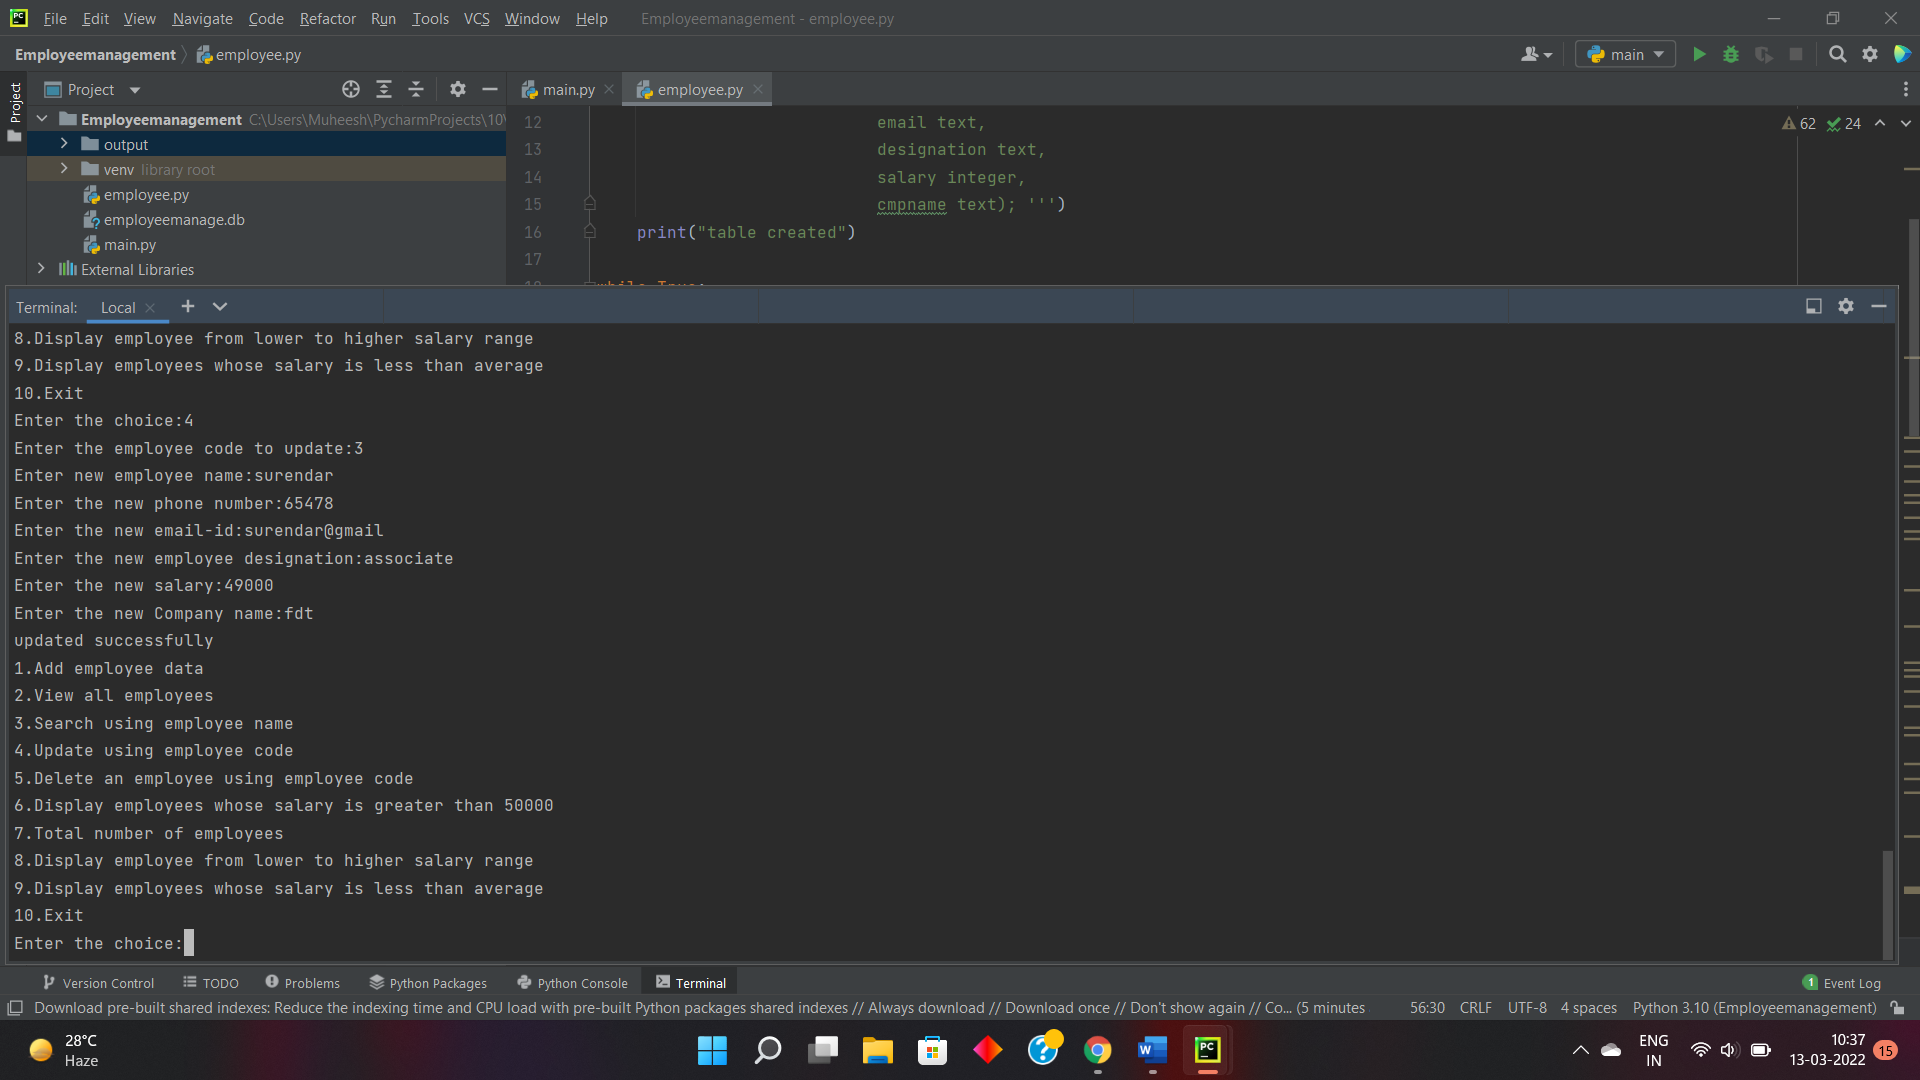 File Edit View Navigate Code Refactor Run Tools VCS Window Help Employeemanagement - employee.py
Employeemanagement employee.py main
Project main.py employee.py
Project
Employeemanagement C:\Users\Muheesh\PycharmProjects\10\
output
venv library root
employee.py
employeemanage.db
main.py
External Libraries
12 email text,
13 designation text,
14 salary integer,
15 cmpname text); ''')
16 print("table created")
17
62 24
Terminal: Local
8.Display employee from lower to higher salary range
9.Display employees whose salary is less than average
10.Exit
Enter the choice:4
Enter the employee code to update:3
Enter new employee name:surendar
Enter the new phone number:65478
Enter the new email-id:surendar@gmail
Enter the new employee designation:associate
Enter the new salary:49000
Enter the new Company name:fdt
updated successfully
1.Add employee data
2.View all employees
3.Search using employee name
4.Update using employee code
5.Delete an employee using employee code
6.Display employees whose salary is greater than 50000
7.Total number of employees
8.Display employee from lower to higher salary range
9.Display employees whose salary is less than average
10.Exit
Enter the choice:
Version Control TODO Problems Python Packages Python Console Terminal 1 Event Log
Download pre-built shared indexes: Reduce the indexing time and CPU load with pre-built Python packages shared indexes // Always download // Download once // Don't show again // Co... (5 minutes 56:30 CRLF UTF-8 4 spaces Python 3.10 (Employeemanagement)
28°C
Haze
ENG
IN
10:37
13-03-2022
15